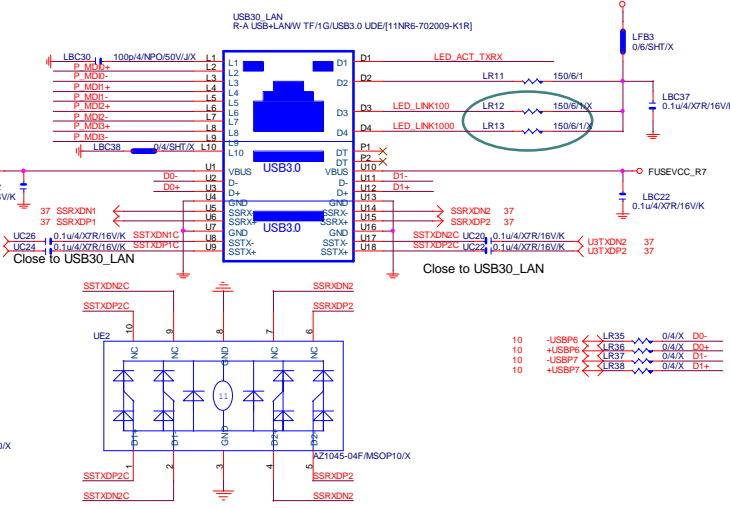 USB30_LAN
R-A USB+LAN/W TF/1G/USB3.0 UDE/[11NR6-702009-K1R]
LFB3
0/6/SHT/X
LBC30 100p/4/NPO/50V/J/X L1 L1 D1 D1 LED_ACT_TXRX
P_MDI0+ L2 L2
P_MDI0- L3 L3 D2 D2 LR11 150/6/1
P_MDI1+ L4 L4
P_MDI1- L5 L5 LBC37
P_MDI2+ L6 L6 D3 D3 LED_LINK100 LR12 150/6/1/X 0.1u/4/X7R/16V/
P_MDI2- L7 L7
P_MDI3+ L8 L8 D4 D4 LED_LINK1000 LR13 150/6/1/X
P_MDI3- L9 L9
LBC38 0/4/SHT/X L10 L10 DT P1
DT P2
USB3.0
U1 VBUS VBUS U10 FUSEVCC_R7
D0- U2 D- D- U11 D1-
D0+ U3 D+ D+ U12 D1+
U4 GND GND U13 LBC22
37 SSRXDN1 U5 SSRX- SSRX- U14 SSRXDN2 37 0.1u/4/X7R/16V/K
37 SSRXDP1 U6 SSRX+ SSRX+ U15 SSRXDP2 37
V/K
USB3.0
U7 GND GND U16
UC26 0.1u/4/X7R/16V/K SSTXDN1C U8 SSTX- SSTX- U17 SSTXDN2C UC20 0.1u/4/X7R/16V/K U3TXDN2 37
UC24 0.1u/4/X7R/16V/K SSTXDP1C U9 SSTX+ SSTX+ U18 SSTXDP2C UC22 0.1u/4/X7R/16V/K U3TXDP2 37
Close to USB30_LAN
Close to USB30_LAN
SSTXDN2C SSRXDN2
SSTXDP2C SSRXDP2
UE2
10 9 8 7 6
NC NC GND NC NC
11
D1+ D1- GND D2+ D2-
AZ1045-04F/MSOP10/X
1 2 3 4 5
SSTXDP2C SSRXDP2
SSTXDN2C SSRXDN2
10 -USBP6 LR35 0/4/X D0-
10 +USBP6 LR36 0/4/X D0+
10 -USBP7 LR37 0/4/X D1-
10 +USBP7 LR38 0/4/X D1+
0/X